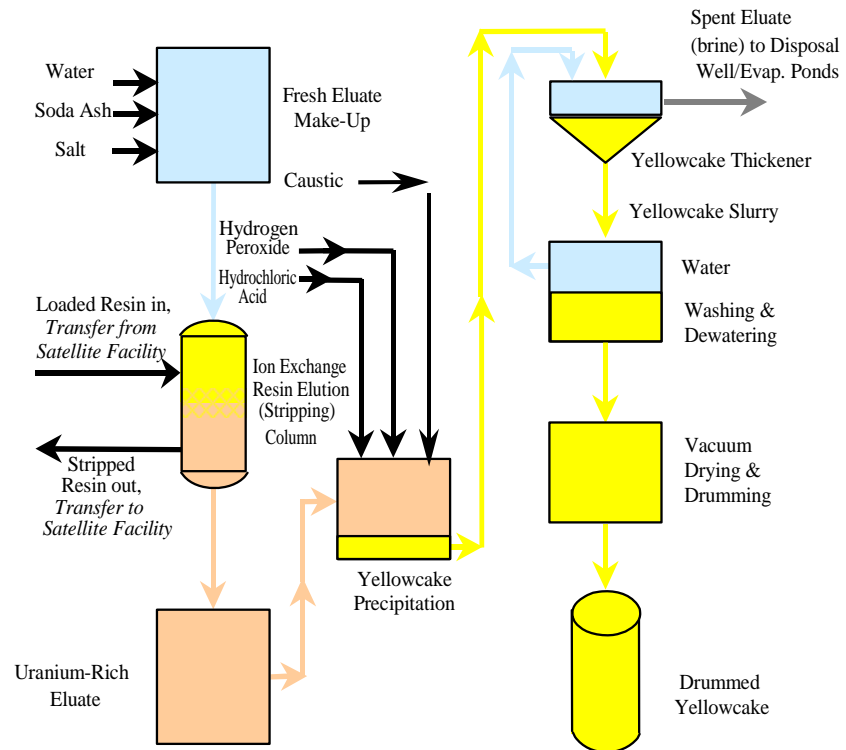 Water
Soda Ash
Salt
Fresh Eluate
Make-Up
Caustic
Hydrogen
Peroxide
Hydrochloric
Acid
Loaded Resin in,
Transfer from
Satellite Facility
Ion Exchange
Resin Elution
(Stripping)
Column
Stripped
Resin out,
Transfer to
Satellite Facility
Yellowcake
Precipitation
Uranium-Rich
Eluate
Spent Eluate
(brine) to Disposal
Well/Evap. Ponds
Yellowcake Thickener
Yellowcake Slurry
Water
Washing &
Dewatering
Vacuum
Drying &
Drumming
Drummed
Yellowcake